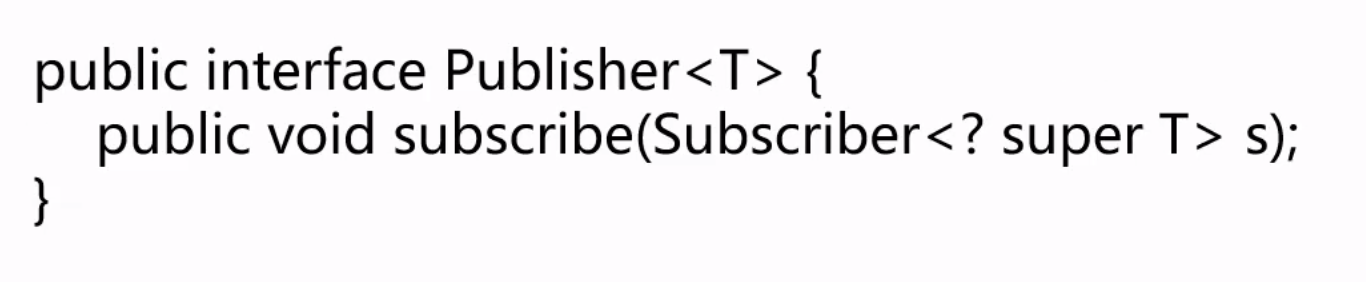 public interface Publisher<T> {
    public void subscribe(Subscriber<? super T> s);
}